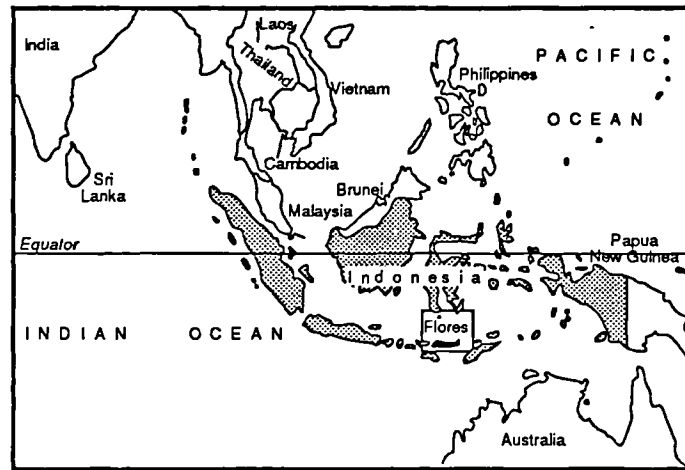 Laos
India
Thailand
PACIFIC
Philippines
Vietnam
OCEAN
Cambodia
Sri
Lanka
Brunei
Malaysia
Equator
Papua
New Guinea
Indonesia
INDIAN OCEAN
Flores
Australia